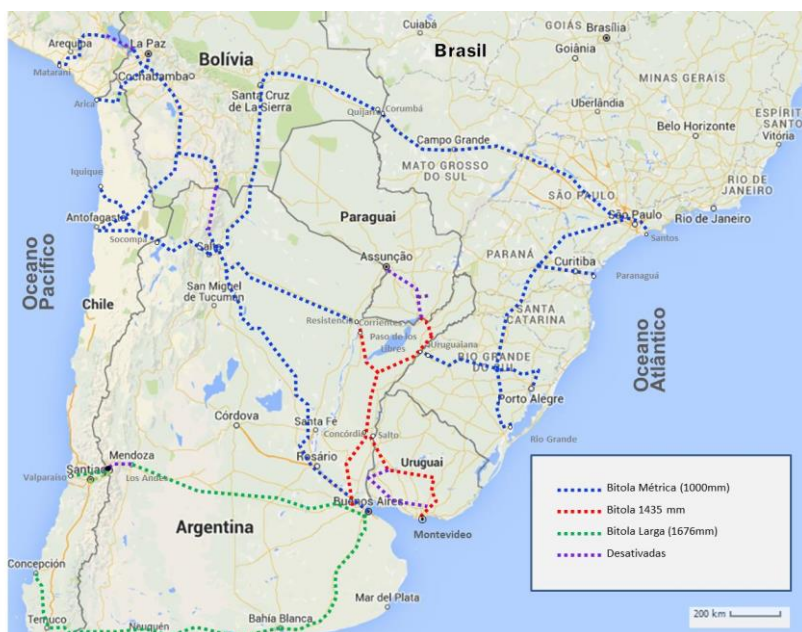 GOIÁS
Brasília
Cuiabá
Goiânia
Arequipa
La Paz
Bolívia
Brasil
Matarani
Cochabamba
MINAS GERAIS
Arica
Santa Cruz
de La Sierra
Quijarro
Corumbá
Uberlândia
ESPÍRIT
SANTO
Campo Grande
Belo Horizonte
Vitória
Iquique
MATO GROSSO
DO SUL
RIO DE
JANEIRO
SÃO PAULO
Antofagasta
Paraguai
São Paulo
Rio de Janeiro
Santos
Socompa
Salta
Assunção
PARANÁ
Curitiba
Paranaguá
Oceano
Pacífico
Chile
San Miguel
de Tucumán
Resistencia
Corrientes
SANTA
CATARINA
Paso de los
Libres
Uruguaiana
RIO GRANDE
DO SUL
Oceano
Atlântico
Porto Alegre
Córdova
Santa Fé
Concórdia
Salto
Rio Grande
Rosário
Uruguai
Mendoza
Valparaíso
Santiago
Los Andes
Buenos Aires
Montevideo
Argentina
Concepción
Mar del Plata
Temuco
Neuquén
Bahía Blanca
Bitola Métrica (1000mm)
Bitola 1435 mm
Bitola Larga (1676mm)
Desativadas
200 km